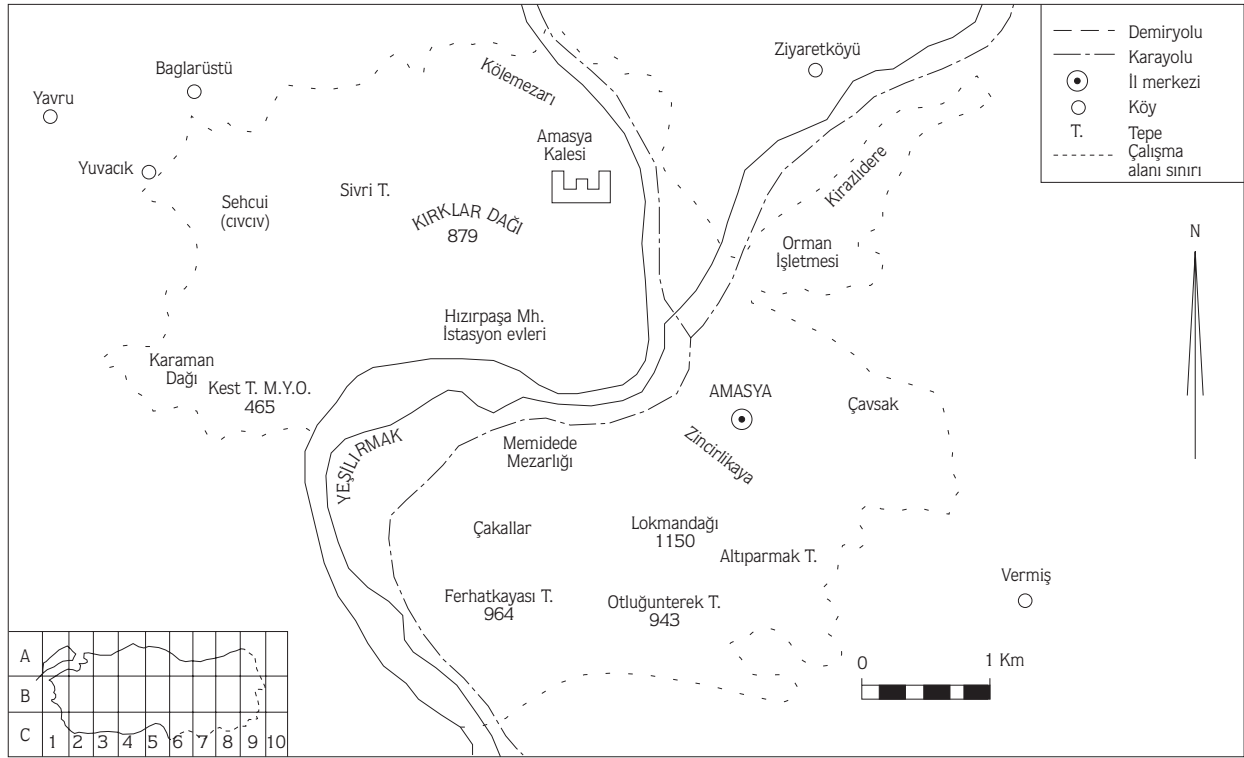 Demiryolu
Karayolu
İl merkezi
Köy
T. Tepe
Çalışma
alanı sınırı
Baglarüstü
Yavru
Yuvacık
Sehcui
(cıvcıv)
Sivri T.
KIRKLAR DAĞI
879
Kölemezarı
Amasya
Kalesi
Ziyaretköyü
Kirazlıdere
Orman
İşletmesi
N
Hızırpaşa Mh.
İstasyon evleri
Karaman
Dağı
Kest T. M.Y.O.
465
YEŞİLIRMAK
AMASYA
Çavsak
Zincirlikaya
Memidede
Mezarlığı
Çakallar
Lokmandağı
1150
Altıparmak T.
Ferhatkayası T.
964
Otluğunterek T.
943
Vermiş
0 1 Km
A
B
C 1 2 3 4 5 6 7 8 9 10